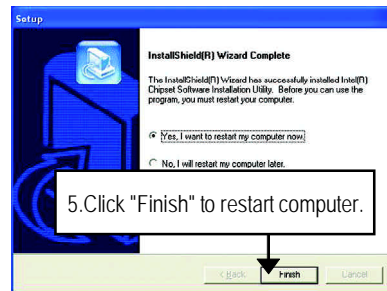 Setup
InstallShield(R) Wizard Complete
The InstallShield(R) Wizard has successfully installed Intel(R)
Chipset Software Installation Utility. Before you can use the
program, you must restart your computer.
Yes, I want to restart my computer now.
No, I will restart my computer later.
5.Click "Finish" to restart computer.
< Back
Finish
Cancel